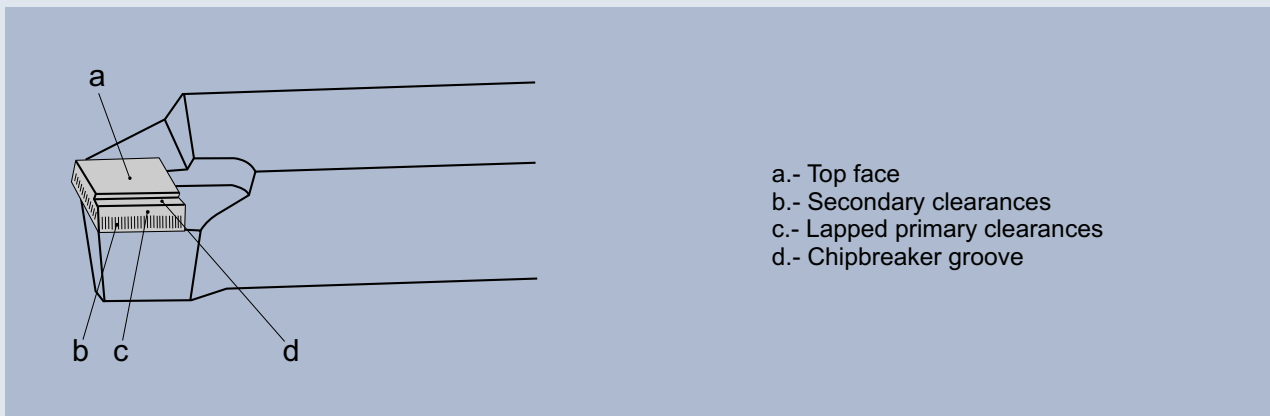 a
a.- Top face
b.- Secondary clearances
c.- Lapped primary clearances
d.- Chipbreaker groove
b c d